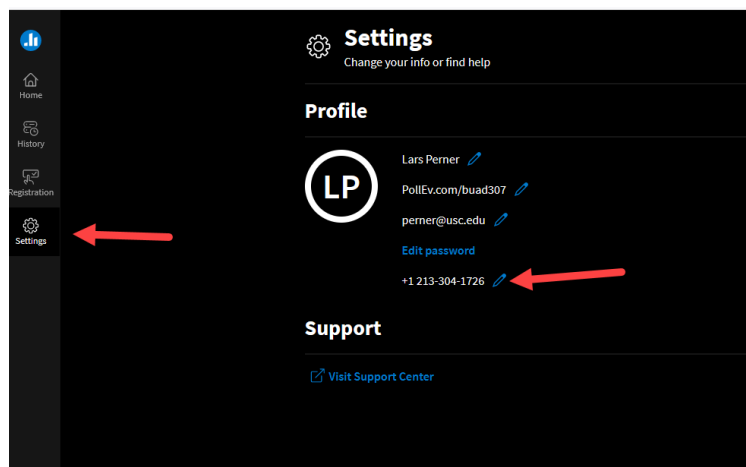 Home
History
Registration
Settings
Settings
Change your info or find help
Profile
LP
Lars Perner
PollEv.com/buad307
perner@usc.edu
Edit password
+1 213-304-1726
Support
Visit Support Center